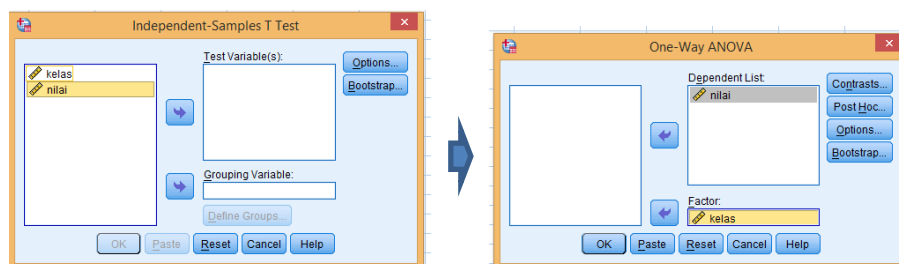 Independent-Samples T Test
kelas
nilai
Test Variable(s):
Options...
Bootstrap...
Grouping Variable:
Define Groups...
OK Paste Reset Cancel Help
One-Way ANOVA
Dependent List:
nilai
Contrasts...
Post Hoc...
Options...
Bootstrap...
Factor:
kelas
OK Paste Reset Cancel Help